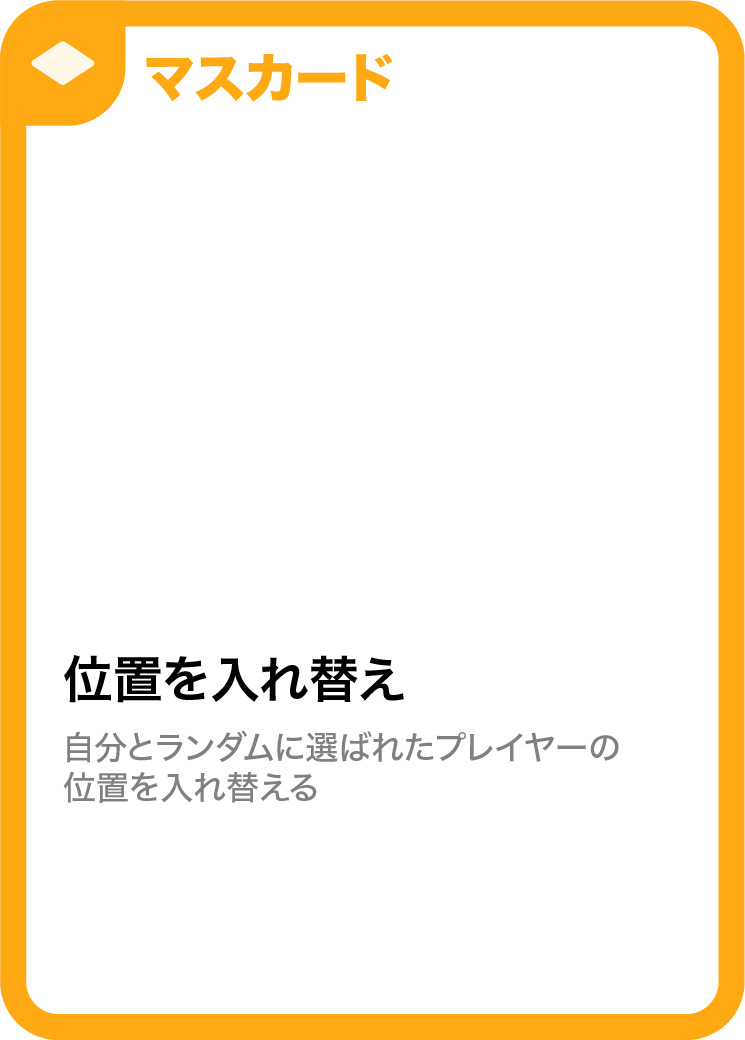 マスカード
位置を入れ替え
自分とランダムに選ばれたプレイヤーの
位置を入れ替える